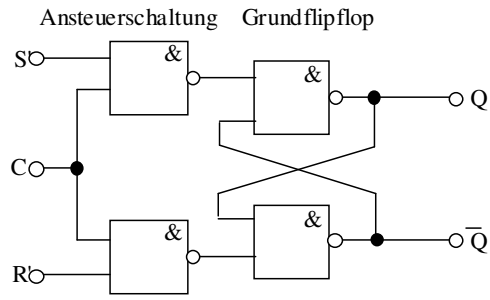 Ansteuerschaltung Grundflipflop
& &
S'
Q
C
& &
R'
Q̅